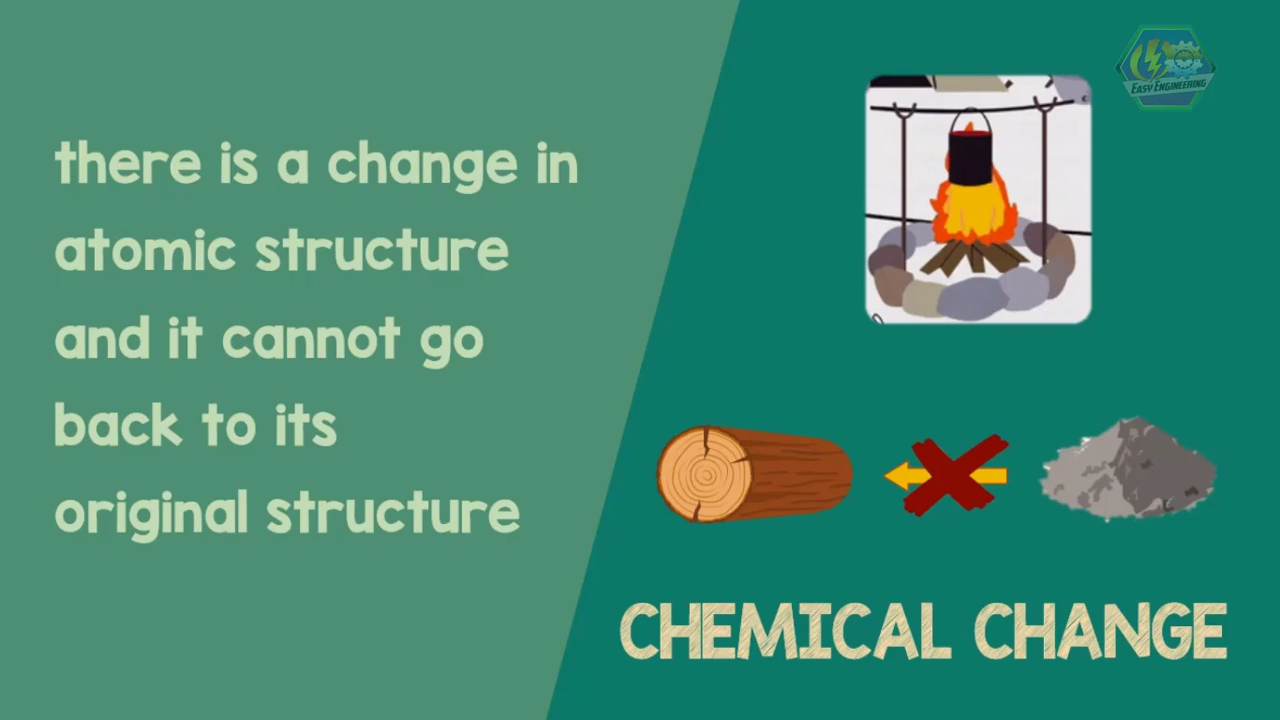 there is a change in
atomic structure
and it cannot go
back to its
original structure
EASY ENGINEERING
CHEMICAL CHANGE